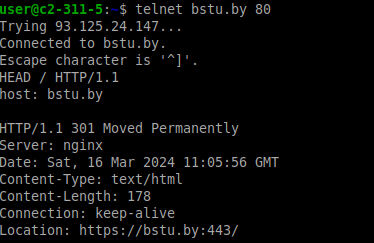 user@c2-311-5:~$ telnet bstu.by 80
Trying 93.125.24.147...
Connected to bstu.by.
Escape character is '^]'.
HEAD / HTTP/1.1
host: bstu.by

HTTP/1.1 301 Moved Permanently
Server: nginx
Date: Sat, 16 Mar 2024 11:05:56 GMT
Content-Type: text/html
Content-Length: 178
Connection: keep-alive
Location: https://bstu.by:443/